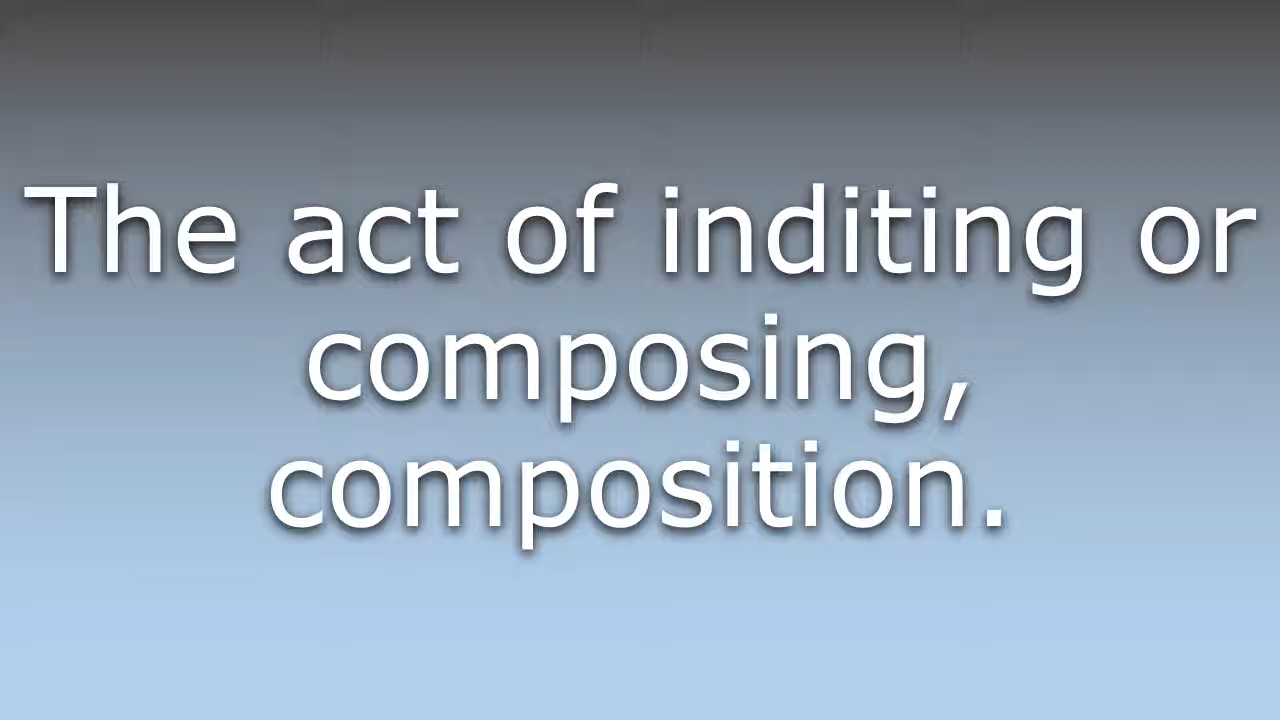 The act of inditing or
composing,
composition.